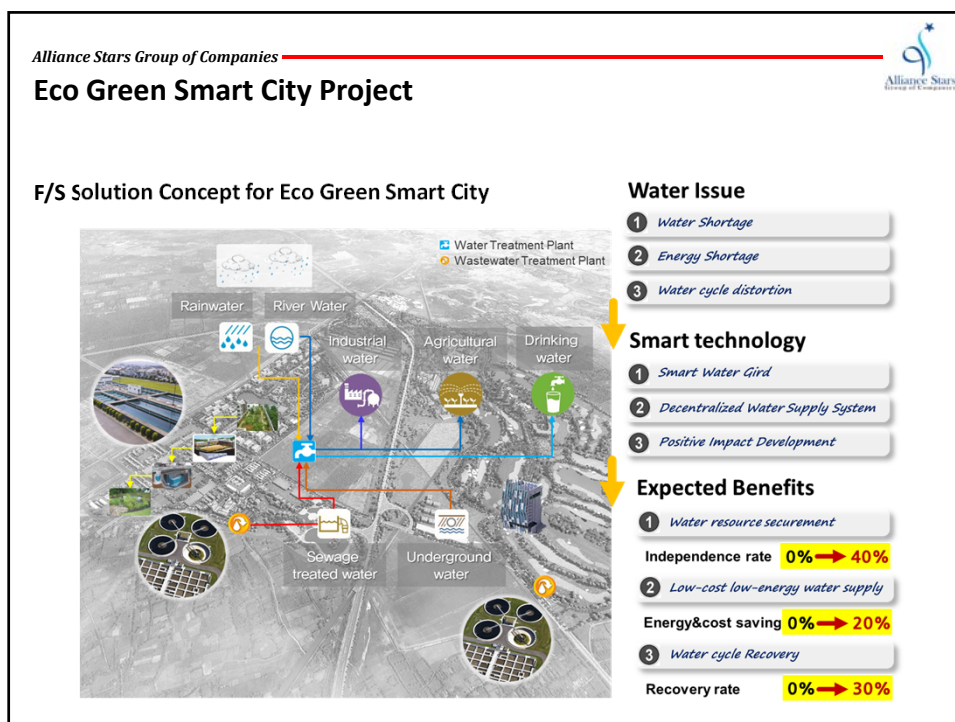 Alliance Stars Group of Companies
Alliance Stars
Group of Companies
Eco Green Smart City Project
F/S Solution Concept for Eco Green Smart City
Water Treatment Plant
Wastewater Treatment Plant
Rainwater
River Water
Industrial
water
Agricultural
water
Drinking
water
Sewage
treated water
Underground
water
Water Issue
1 Water Shortage
2 Energy Shortage
3 Water cycle distortion
Smart technology
1 Smart Water Gird
2 Decentralized Water Supply System
3 Positive Impact Development
Expected Benefits
1 Water resource securement
Independence rate 0% 40%
2 Low-cost low-energy water supply
Energy&cost saving 0% 20%
3 Water cycle Recovery
Recovery rate 0% 30%